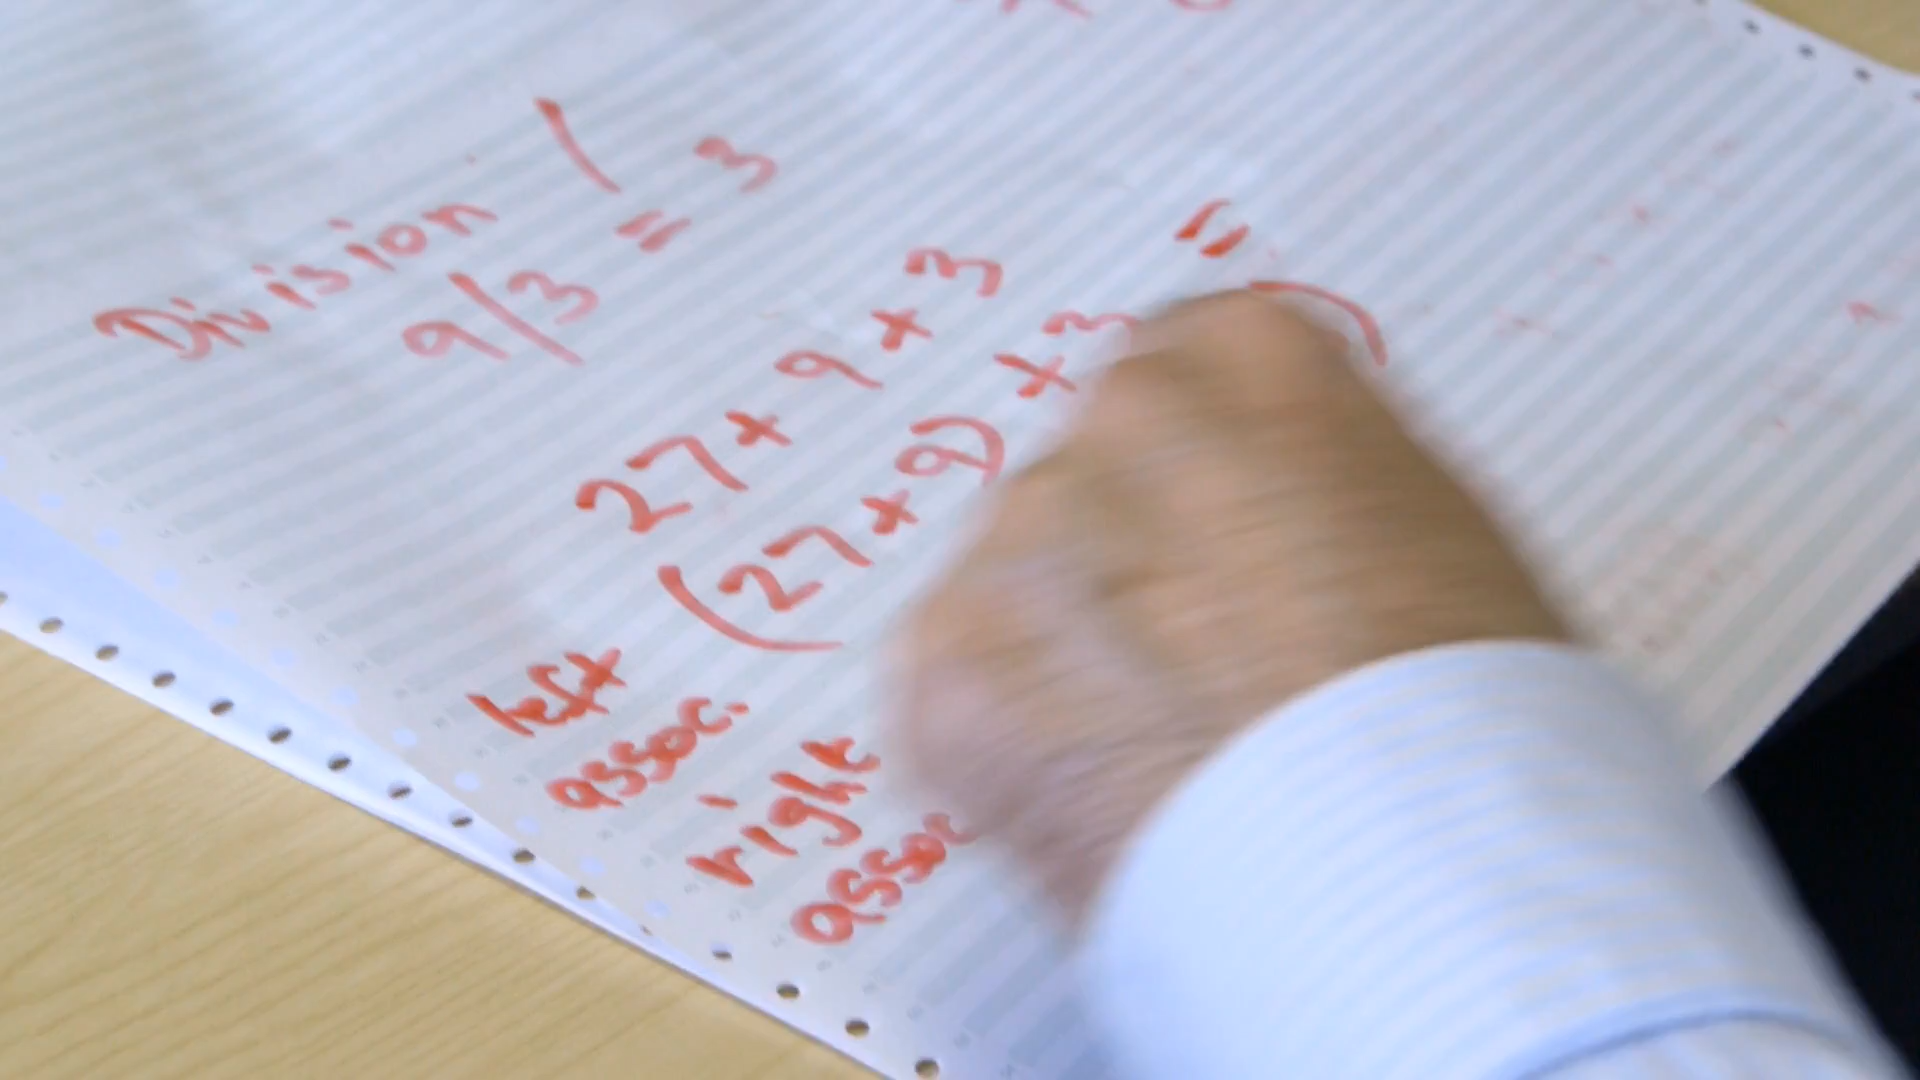 Division /
9/3 = 3
27 + 9 + 3
(27 + 9) + 3 =
left
assoc.
right
assoc